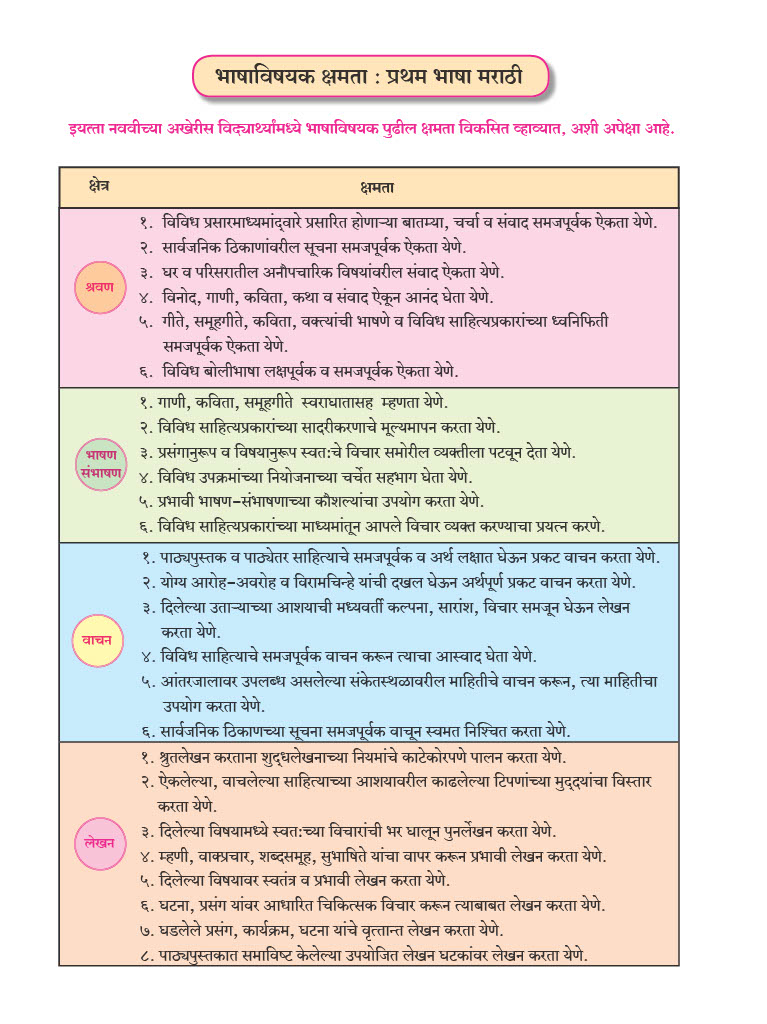 भाषाविषयक क्षमता : प्रथम भाषा मराठी
इयत्ता नववीच्या अखेरीस विद्यार्थ्यांमध्ये भाषाविषयक पुढील क्षमता विकसित व्हाव्यात, अशी अपेक्षा आहे.
क्षेत्र
क्षमता
श्रवण
१. विविध प्रसारमाध्यमांद्वारे प्रसारित होणाऱ्या बातम्या, चर्चा व संवाद समजपूर्वक ऐकता येणे.
२. सार्वजनिक ठिकाणांवरील सूचना समजपूर्वक ऐकता येणे.
३. घर व परिसरातील अनौपचारिक विषयांवरील संवाद ऐकता येणे.
४. विनोद, गाणी, कविता, कथा व संवाद ऐकून आनंद घेता येणे.
५. गीते, समूहगीते, कविता, वक्त्यांची भाषणे व विविध साहित्यप्रकारांच्या ध्वनिफिती
समजपूर्वक ऐकता येणे.
६. विविध बोलीभाषा लक्षपूर्वक व समजपूर्वक ऐकता येणे.
भाषण
संभाषण
१. गाणी, कविता, समूहगीते स्वराघातासह म्हणता येणे.
२. विविध साहित्यप्रकारांच्या सादरीकरणाचे मूल्यमापन करता येणे.
३. प्रसंगानुरूप व विषयानुरूप स्वत:चे विचार समोरील व्यक्तीला पटवून देता येणे.
४. विविध उपक्रमांच्या नियोजनाच्या चर्चेत सहभाग घेता येणे.
५. प्रभावी भाषण-संभाषणाच्या कौशल्यांचा उपयोग करता येणे.
६. विविध साहित्यप्रकारांच्या माध्यमांतून आपले विचार व्यक्त करण्याचा प्रयत्न करणे.
वाचन
१. पाठ्यपुस्तक व पाठ्येतर साहित्याचे समजपूर्वक व अर्थ लक्षात घेऊन प्रकट वाचन करता येणे.
२. योग्य आरोह-अवरोह व विरामचिन्हे यांची दखल घेऊन अर्थपूर्ण प्रकट वाचन करता येणे.
३. दिलेल्या उताऱ्याच्या आशयाची मध्यवर्ती कल्पना, सारांश, विचार समजून घेऊन लेखन
करता येणे.
४. विविध साहित्याचे समजपूर्वक वाचन करून त्याचा आस्वाद घेता येणे.
५. आंतरजालावर उपलब्ध असलेल्या संकेतस्थळावरील माहितीचे वाचन करून, त्या माहितीचा
उपयोग करता येणे.
६. सार्वजनिक ठिकाणच्या सूचना समजपूर्वक वाचून स्वमत निश्चित करता येणे.
लेखन
१. श्रुतलेखन करताना शुद्धलेखनाच्या नियमांचे काटेकोरपणे पालन करता येणे.
२. ऐकलेल्या, वाचलेल्या साहित्याच्या आशयावरील काढलेल्या टिपणांच्या मुद्दयांचा विस्तार
करता येणे.
३. दिलेल्या विषयामध्ये स्वत:च्या विचारांची भर घालून पुनर्लेखन करता येणे.
४. म्हणी, वाक्प्रचार, शब्दसमूह, सुभाषिते यांचा वापर करून प्रभावी लेखन करता येणे.
५. दिलेल्या विषयावर स्वतंत्र व प्रभावी लेखन करता येणे.
६. घटना, प्रसंग यांवर आधारित चिकित्सक विचार करून त्याबाबत लेखन करता येणे.
७. घडलेले प्रसंग, कार्यक्रम, घटना यांचे वृत्तान्त लेखन करता येणे.
८. पाठ्यपुस्तकात समाविष्ट केलेल्या उपयोजित लेखन घटकांवर लेखन करता येणे.